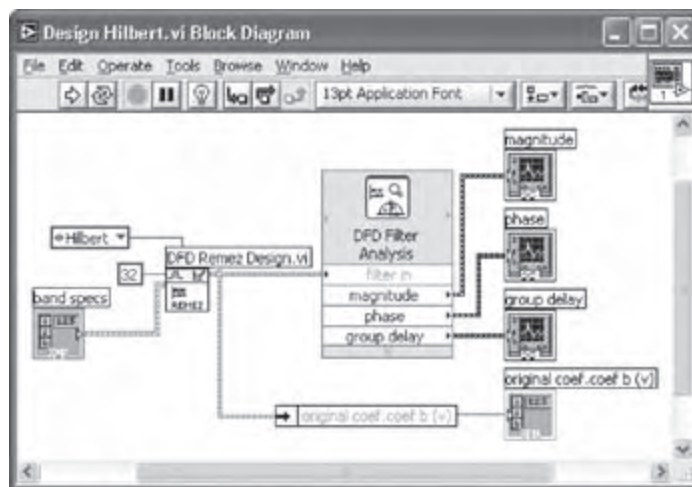 Design Hilbert.vi Block Diagram
File Edit Operate Tools Browse Window Help
13pt Application Font
1
magnitude
Hilbert
DFD Remez Design.vi
DFD Filter
Analysis
phase
32
filter in
band specs
REMEZ
magnitude
phase
group delay
group delay
original coef.coef b (v)
original coef.coef b (v)